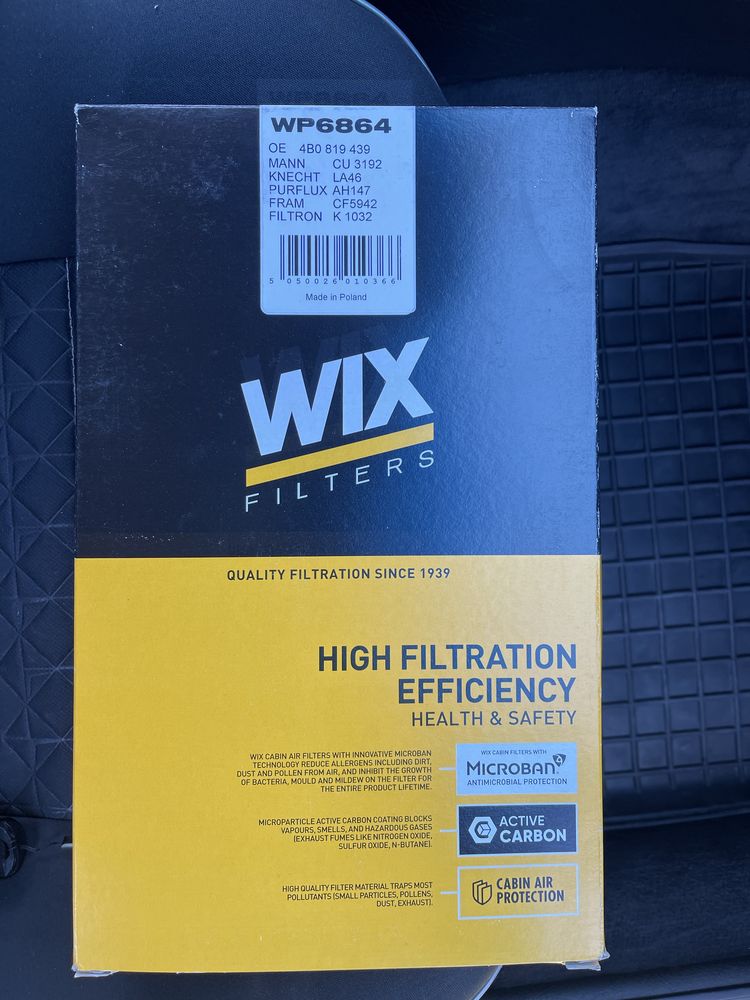 WP6864
OE 4B0 819 439
MANN CU 3192
KNECHT LA46
PURFLUX AH147
FRAM CF5942
FILTRON K 1032
5 050026 010366
Made in Poland
WIX
FILTERS
QUALITY FILTRATION SINCE 1939
HIGH FILTRATION
EFFICIENCY
HEALTH & SAFETY
WIX CABIN AIR FILTERS WITH INNOVATIVE MICROBAN
TECHNOLOGY REDUCE ALLERGENS INCLUDING DIRT,
DUST AND POLLEN FROM AIR, AND INHIBIT THE GROWTH
OF BACTERIA, MOULD AND MILDEW ON THE FILTER FOR
THE ENTIRE PRODUCT LIFETIME.
WIX CABIN FILTERS WITH
MICROBAN
ANTIMICROBIAL PROTECTION
MICROPARTICLE ACTIVE CARBON COATING BLOCKS
VAPOURS, SMELLS, AND HAZARDOUS GASES
(EXHAUST FUMES LIKE NITROGEN OXIDE,
SULFUR OXIDE, N-BUTANE).
ACTIVE
CARBON
HIGH QUALITY FILTER MATERIAL TRAPS MOST
POLLUTANTS (SMALL PARTICLES, POLLENS,
DUST, EXHAUST).
CABIN AIR
PROTECTION